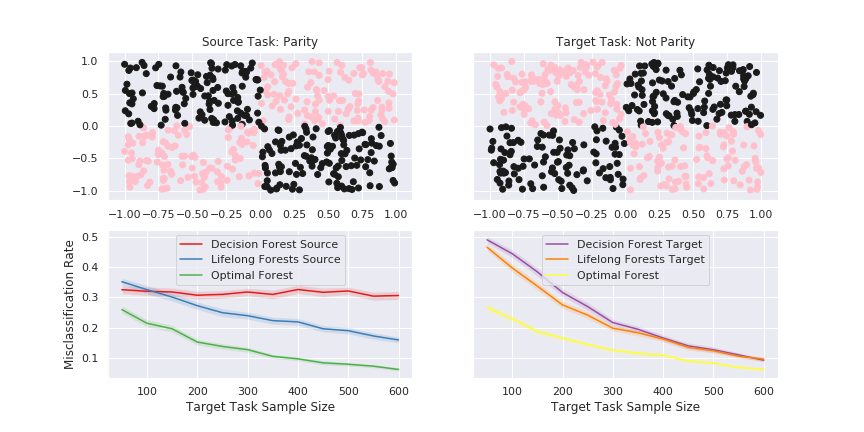 Source Task: Parity
Target Task: Not Parity
1.0
0.5
0.0
−0.5
−1.0
−1.00 −0.75 −0.50 −0.25 0.00 0.25 0.50 0.75 1.00
−1.00 −0.75 −0.50 −0.25 0.00 0.25 0.50 0.75 1.00
Misclassification Rate
0.5
0.4
0.3
0.2
0.1
Decision Forest Source
Lifelong Forests Source
Optimal Forest
100 200 300 400 500 600
Target Task Sample Size
Decision Forest Target
Lifelong Forests Target
Optimal Forest
100 200 300 400 500 600
Target Task Sample Size